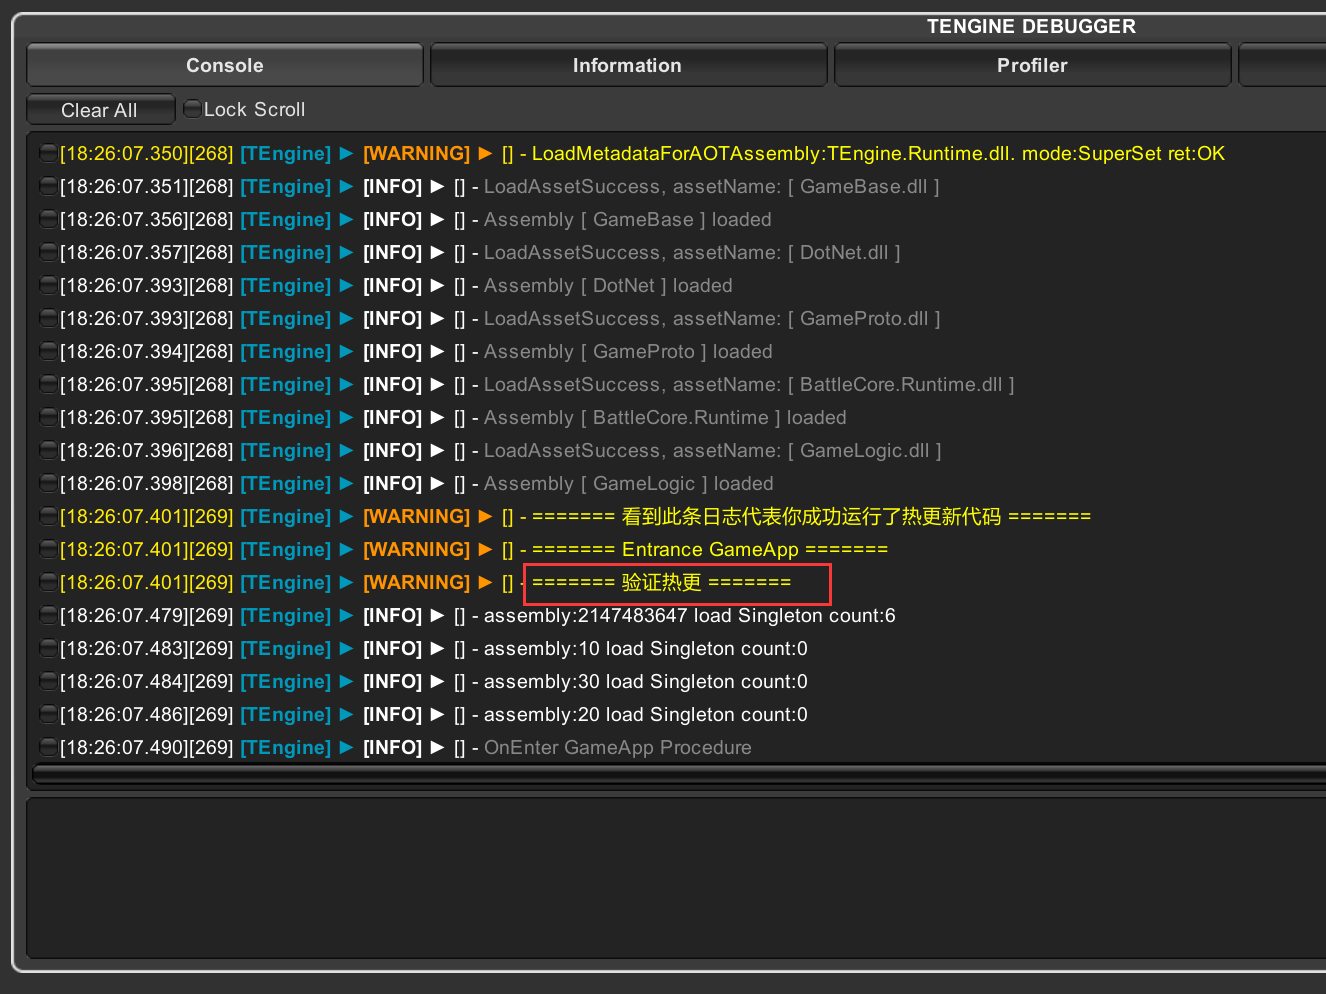 TENGINE DEBUGGER
Console Information Profiler
Clear All Lock Scroll
[18:26:07.350][268] [TEngine] ► [WARNING] ► [] - LoadMetadataForAOTAssembly:TEngine.Runtime.dll. mode:SuperSet ret:OK
[18:26:07.351][268] [TEngine] ► [INFO] ► [] - LoadAssetSuccess, assetName: [ GameBase.dll ]
[18:26:07.356][268] [TEngine] ► [INFO] ► [] - Assembly [ GameBase ] loaded
[18:26:07.357][268] [TEngine] ► [INFO] ► [] - LoadAssetSuccess, assetName: [ DotNet.dll ]
[18:26:07.393][268] [TEngine] ► [INFO] ► [] - Assembly [ DotNet ] loaded
[18:26:07.393][268] [TEngine] ► [INFO] ► [] - LoadAssetSuccess, assetName: [ GameProto.dll ]
[18:26:07.394][268] [TEngine] ► [INFO] ► [] - Assembly [ GameProto ] loaded
[18:26:07.395][268] [TEngine] ► [INFO] ► [] - LoadAssetSuccess, assetName: [ BattleCore.Runtime.dll ]
[18:26:07.395][268] [TEngine] ► [INFO] ► [] - Assembly [ BattleCore.Runtime ] loaded
[18:26:07.396][268] [TEngine] ► [INFO] ► [] - LoadAssetSuccess, assetName: [ GameLogic.dll ]
[18:26:07.398][268] [TEngine] ► [INFO] ► [] - Assembly [ GameLogic ] loaded
[18:26:07.401][269] [TEngine] ► [WARNING] ► [] - ======= 看到此条日志代表你成功运行了热更新代码 =======
[18:26:07.401][269] [TEngine] ► [WARNING] ► [] - ======= Entrance GameApp =======
[18:26:07.401][269] [TEngine] ► [WARNING] ► [] - ======= 验证热更 =======
[18:26:07.479][269] [TEngine] ► [INFO] ► [] - assembly:2147483647 load Singleton count:6
[18:26:07.483][269] [TEngine] ► [INFO] ► [] - assembly:10 load Singleton count:0
[18:26:07.484][269] [TEngine] ► [INFO] ► [] - assembly:30 load Singleton count:0
[18:26:07.486][269] [TEngine] ► [INFO] ► [] - assembly:20 load Singleton count:0
[18:26:07.490][269] [TEngine] ► [INFO] ► [] - OnEnter GameApp Procedure